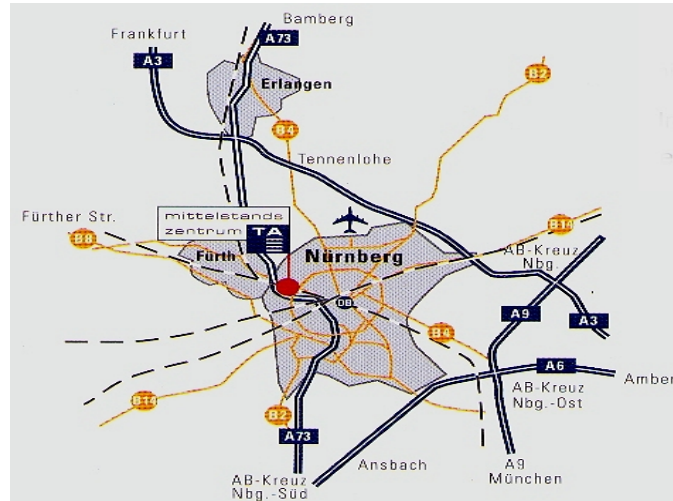 Bamberg
Frankfurt
A73
A3
B2
Erlangen
B4
Tennenlohe
Fürther Str.
mittelstands
zentrum TA
B14
B8
AB-Kreuz
Nbg.
Nürnberg
Fürth
DB
A9
A3
A6
Amber
AB-Kreuz
Nbg.-Ost
B14
B2
A73
Ansbach
AB-Kreuz
Nbg.-Süd
A9
München